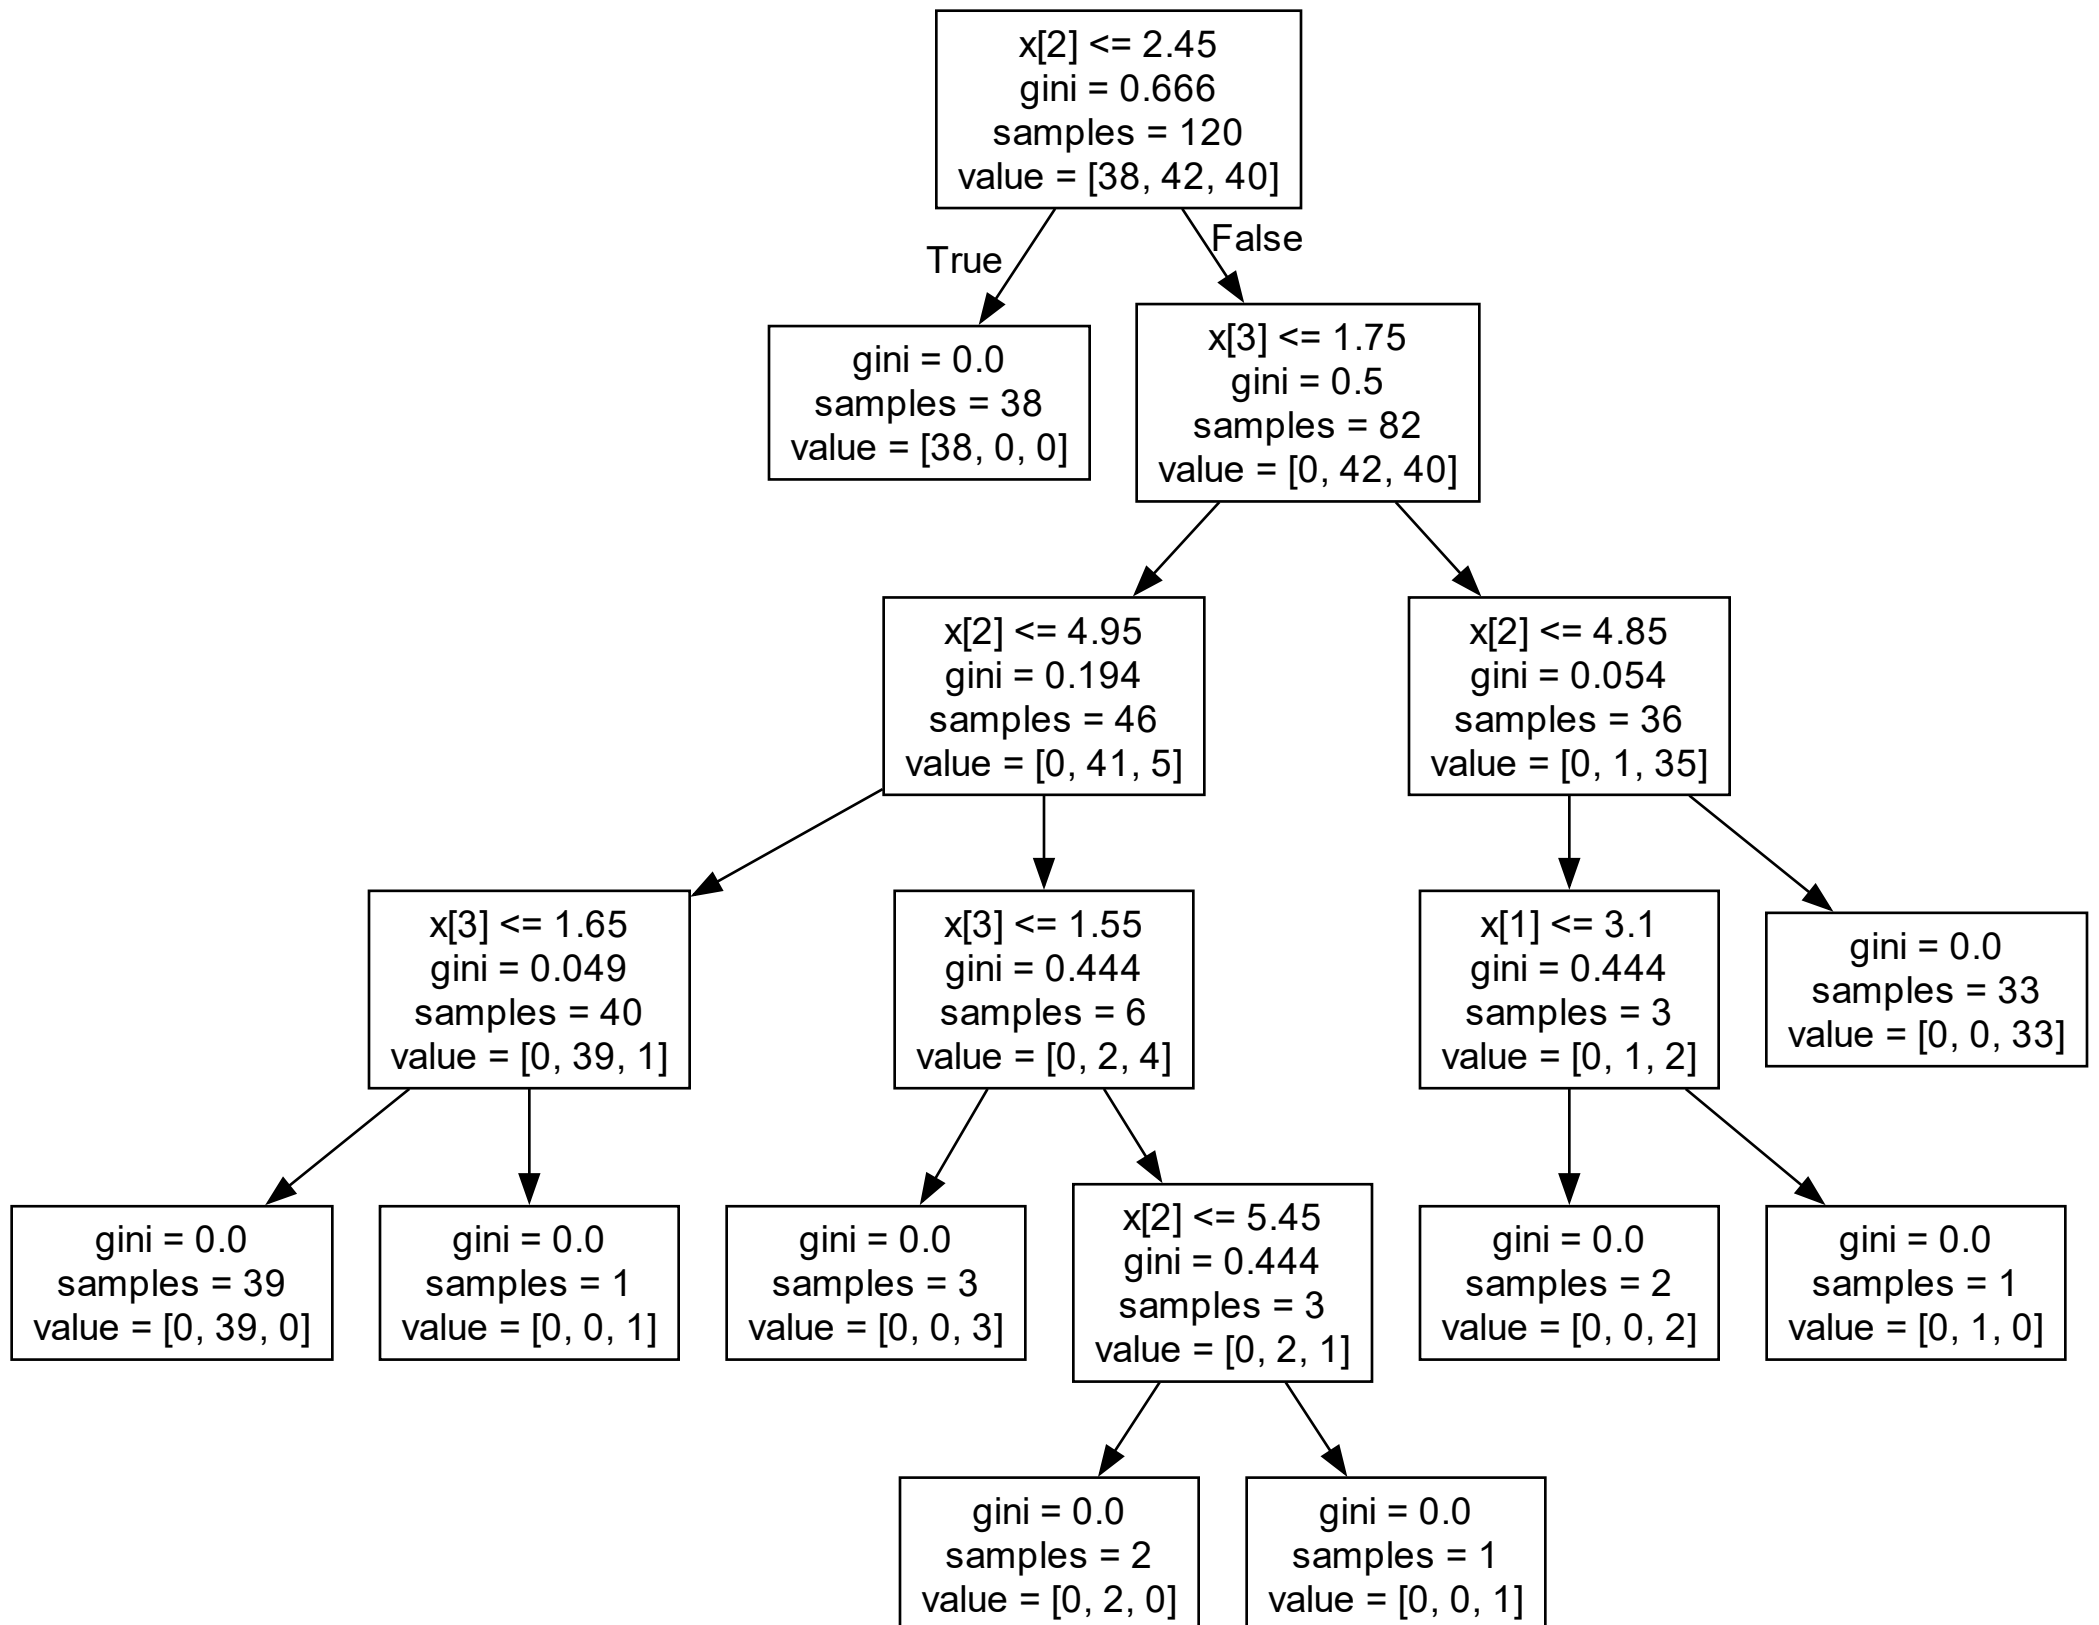 x[2] <= 2.45
gini = 0.666
samples = 120
value = [38, 42, 40]
True
False
gini = 0.0
samples = 38
value = [38, 0, 0]
x[3] <= 1.75
gini = 0.5
samples = 82
value = [0, 42, 40]
x[2] <= 4.95
gini = 0.194
samples = 46
value = [0, 41, 5]
x[2] <= 4.85
gini = 0.054
samples = 36
value = [0, 1, 35]
x[3] <= 1.65
gini = 0.049
samples = 40
value = [0, 39, 1]
x[3] <= 1.55
gini = 0.444
samples = 6
value = [0, 2, 4]
x[1] <= 3.1
gini = 0.444
samples = 3
value = [0, 1, 2]
gini = 0.0
samples = 33
value = [0, 0, 33]
gini = 0.0
samples = 39
value = [0, 39, 0]
gini = 0.0
samples = 1
value = [0, 0, 1]
gini = 0.0
samples = 3
value = [0, 0, 3]
x[2] <= 5.45
gini = 0.444
samples = 3
value = [0, 2, 1]
gini = 0.0
samples = 2
value = [0, 0, 2]
gini = 0.0
samples = 1
value = [0, 1, 0]
gini = 0.0
samples = 2
value = [0, 2, 0]
gini = 0.0
samples = 1
value = [0, 0, 1]